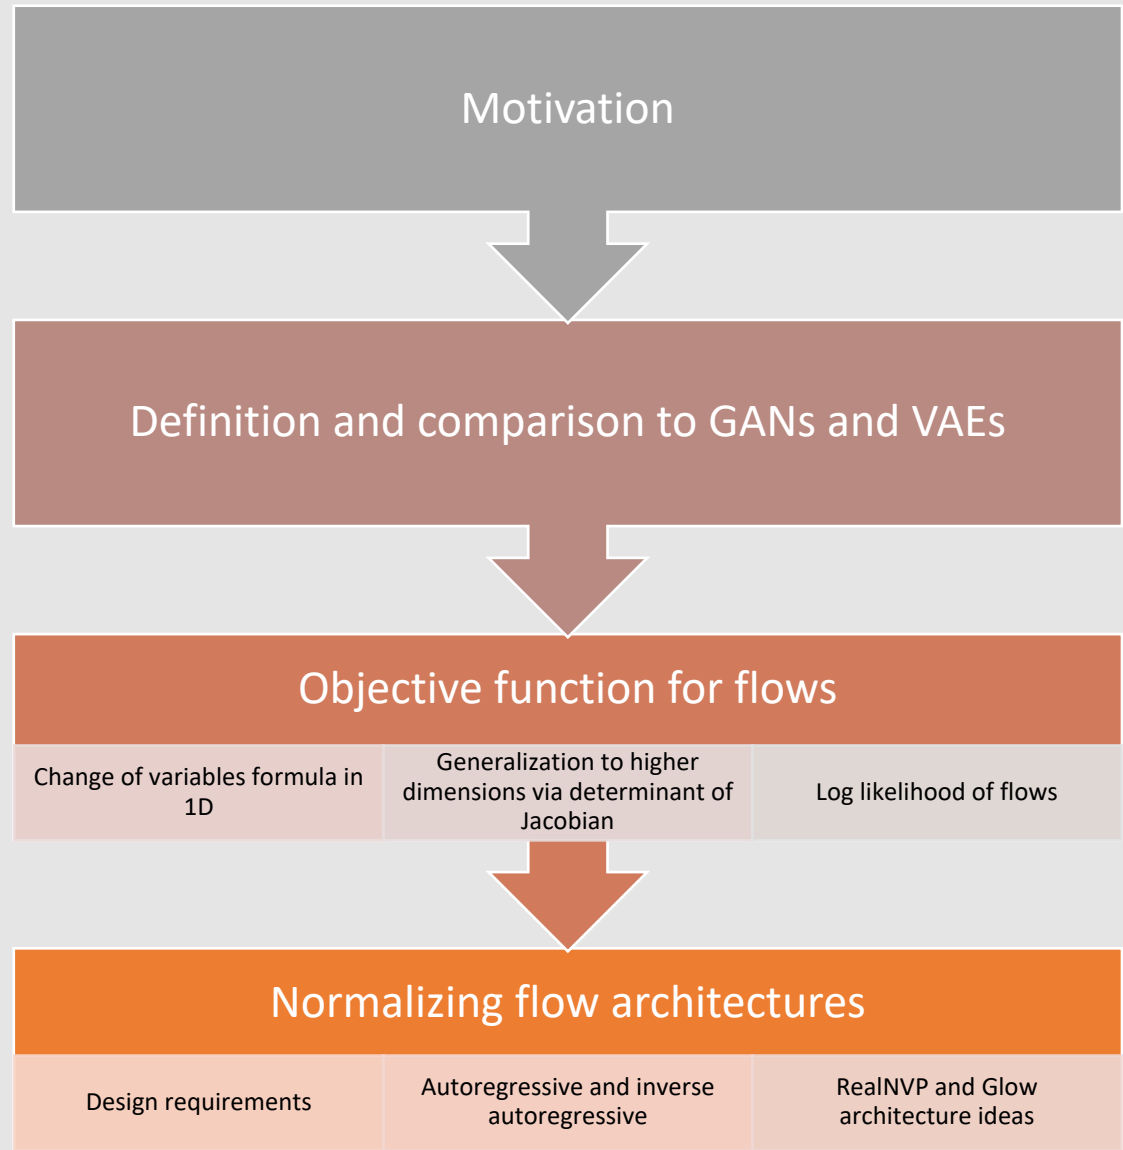 Motivation
Definition and comparison to GANs and VAEs
Objective function for flows
Change of variables formula in
1D
Generalization to higher
dimensions via determinant of
Jacobian
Log likelihood of flows
Normalizing flow architectures
Design requirements
Autoregressive and inverse
autoregressive
RealNVP and Glow
architecture ideas